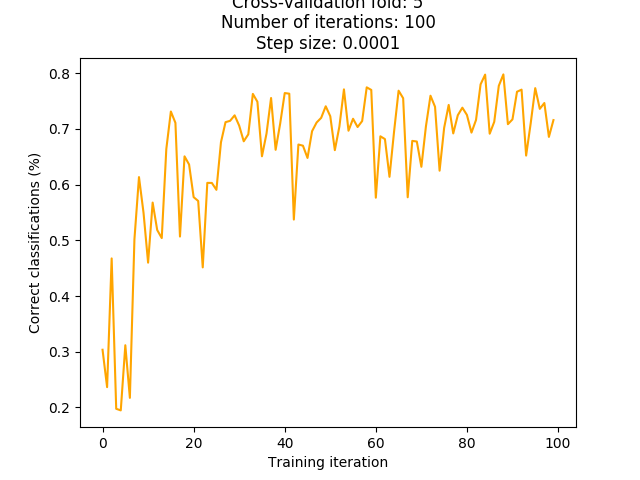 Cross-validation fold: 5
Number of iterations: 100
Step size: 0.0001
0.8
0.7
0.6
0.5
0.4
0.3
0.2
Correct classifications (%)
0 20 40 60 80 100
Training iteration